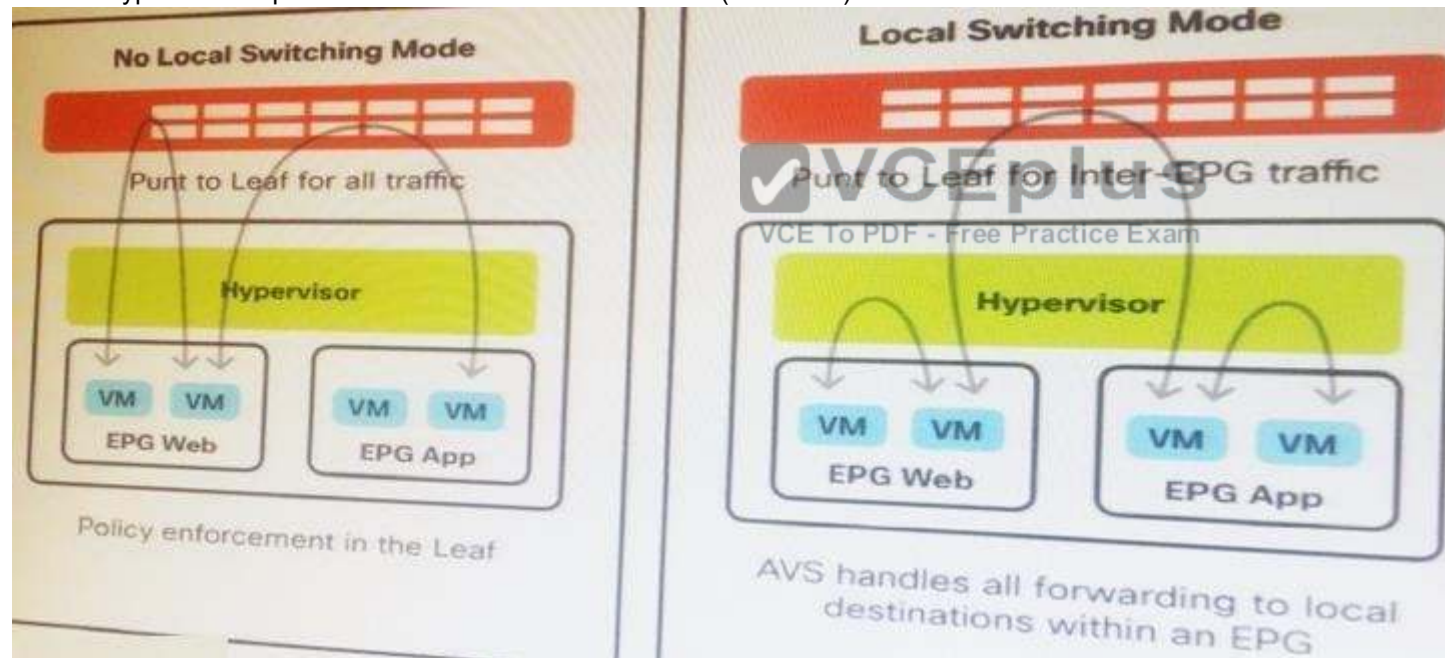 No Local Switching Mode
Punt to Leaf for all traffic
Hypervisor
VM VM
EPG Web
VM VM
EPG App
Policy enforcement in the Leaf
Local Switching Mode
Punt to Leaf for Inter-EPG traffic
VCEplus
VCE To PDF - Free Practice Exam
Hypervisor
VM VM
EPG Web
VM VM
EPG App
AVS handles all forwarding to local
destinations within an EPG